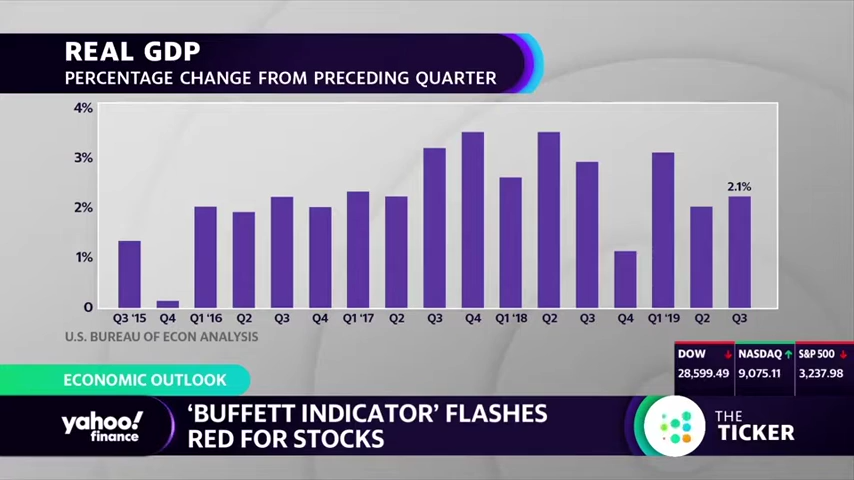 REAL GDP
PERCENTAGE CHANGE FROM PRECEDING QUARTER
4%
3%
2%
1%
0
2.1%
Q3 '15 Q4 Q1 '16 Q2 Q3 Q4 Q1 '17 Q2 Q3 Q4 Q1 '18 Q2 Q3 Q4 Q1 '19 Q2 Q3
U.S. BUREAU OF ECON ANALYSIS
DOW NASDAQ S&P 500
28,599.49 9,075.11 3,237.98
ECONOMIC OUTLOOK
yahoo!
finance
'BUFFETT INDICATOR' FLASHES
RED FOR STOCKS
THE
TICKER